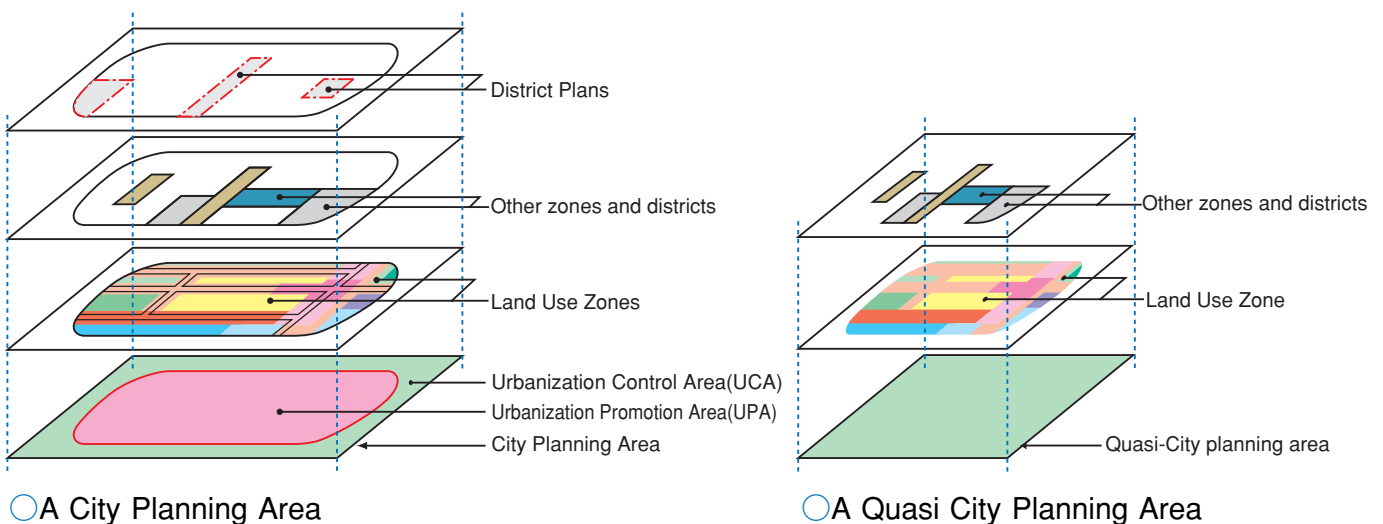 District Plans
Other zones and districts
Land Use Zones
Urbanization Control Area(UCA)
Urbanization Promotion Area(UPA)
City Planning Area
A City Planning Area
Other zones and districts
Land Use Zone
Quasi-City planning area
A Quasi City Planning Area